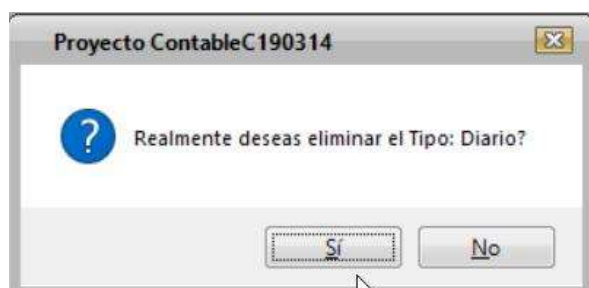 Proyecto ContableC190314
Realmente deseas eliminar el Tipo: Diario?
Sí
No